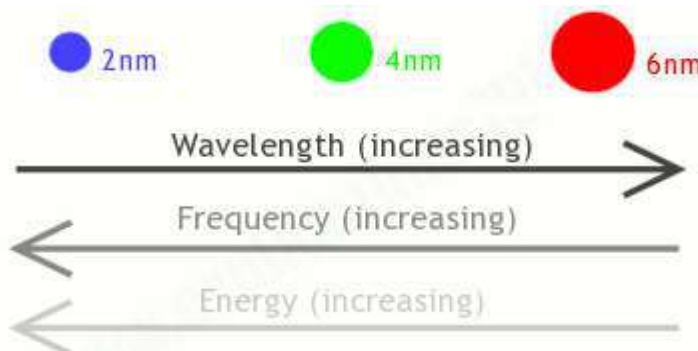 2nm
4nm
6nm
Wavelength (increasing)
Frequency (increasing)
Energy (increasing)